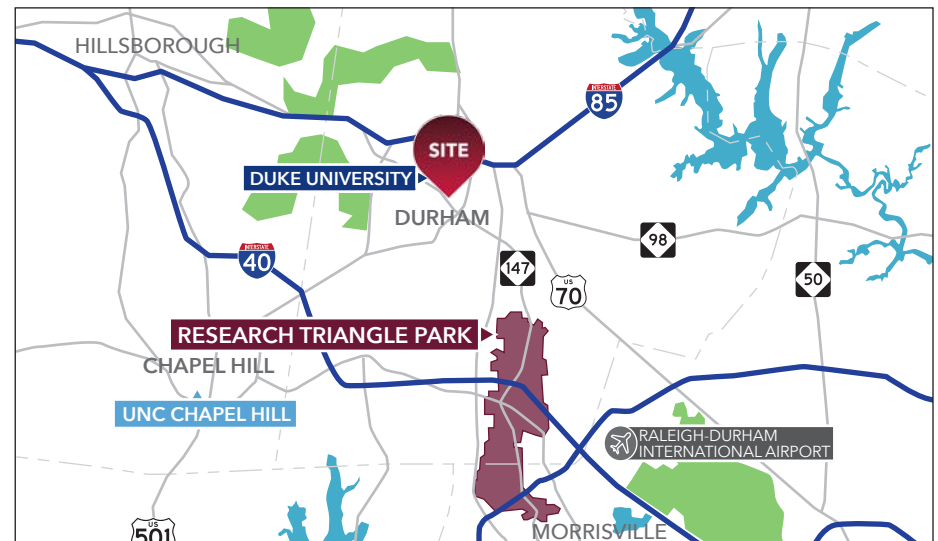 HILLSBOROUGH
INTERSTATE
85
SITE
DUKE UNIVERSITY
DURHAM
98
INTERSTATE
40
147
US
70
50
RESEARCH TRIANGLE PARK
CHAPEL HILL
UNC CHAPEL HILL
RALEIGH-DURHAM
INTERNATIONAL AIRPORT
US
501
MORRISVILLE